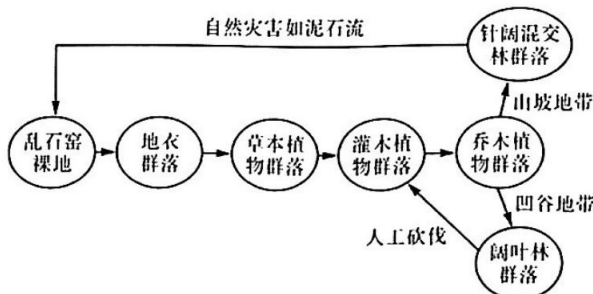 自然灾害如泥石流
针阔混交
林群落
山坡地带
乱石窑
裸地
地衣
群落
草本植
物群落
灌木植
物群落
乔木植
物群落
凹谷地带
人工砍伐
阔叶林
群落